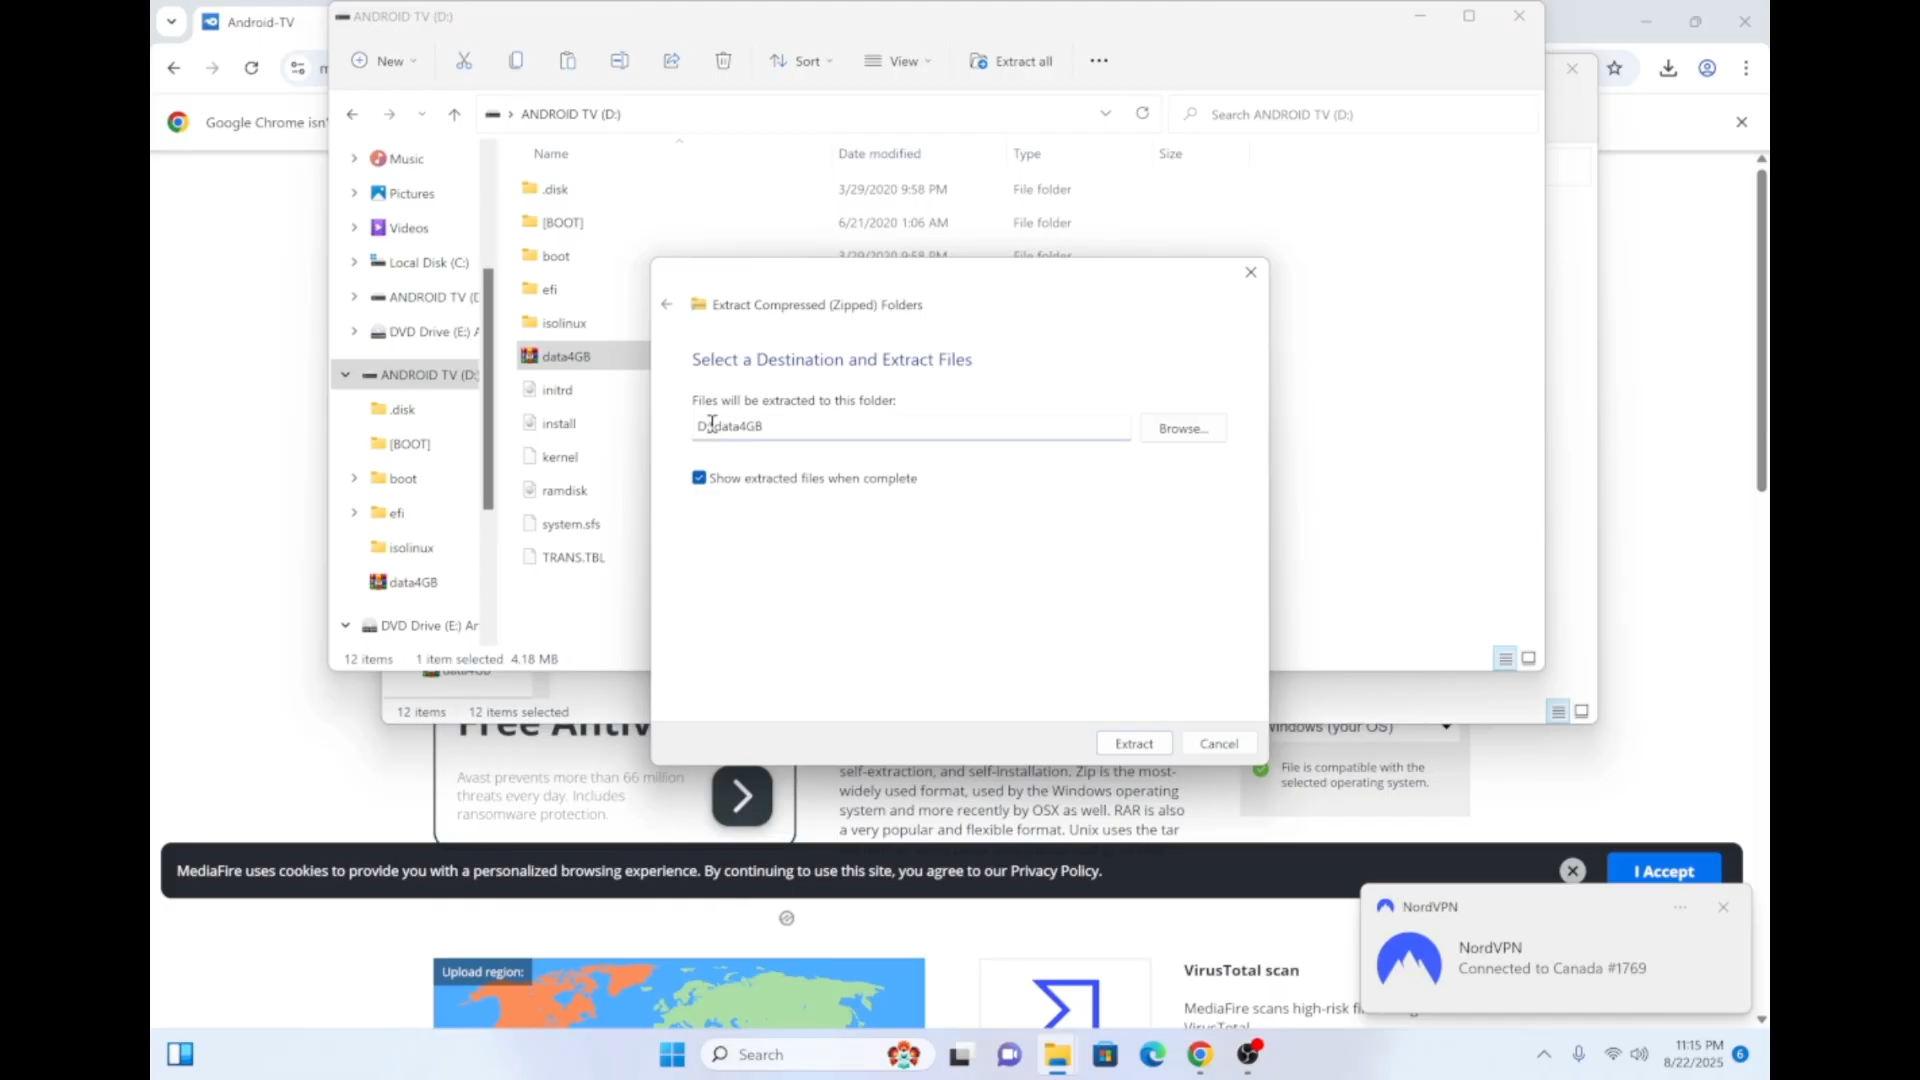 Android-TV
ANDROID TV (D:)
New
Sort
View
Extract all
ANDROID TV (D:)
Search ANDROID TV (D:)
Google Chrome isn'
Name
Date modified
Type
Size
Music
Pictures
Videos
Local Disk (C:)
ANDROID TV (D
DVD Drive (E:) A
ANDROID TV (D:
.disk
[BOOT]
boot
efi
isolinux
data4GB
DVD Drive (E:) Ar
.disk
3/29/2020 9:58 PM
File folder
[BOOT]
6/21/2020 1:06 AM
File folder
boot
3/29/2020 9:58 PM
File folder
efi
isolinux
data4GB
initrd
install
kernel
ramdisk
system.sfs
TRANS.TBL
12 items
1 item selected 4.18 MB
Extract Compressed (Zipped) Folders
Select a Destination and Extract Files
Files will be extracted to this folder:
D:\data4GB
Browse...
Show extracted files when complete
Extract
Cancel
data4GB
12 items
12 items selected
Windows (your OS)
File is compatible with the
selected operating system.
Avast prevents more than 66 million
threats every day. Includes
ransomware protection.
self-extraction, and self-installation. Zip is the most-
widely used format, used by the Windows operating
system and more recently by OSX as well. RAR is also
a very popular and flexible format. Unix uses the tar
MediaFire uses cookies to provide you with a personalized browsing experience. By continuing to use this site, you agree to our Privacy Policy.
I Accept
NordVPN
NordVPN
Connected to Canada #1769
Upload region:
VirusTotal scan
MediaFire scans high-risk fi
VirusTotal
Search
11:15 PM
8/22/2025
6